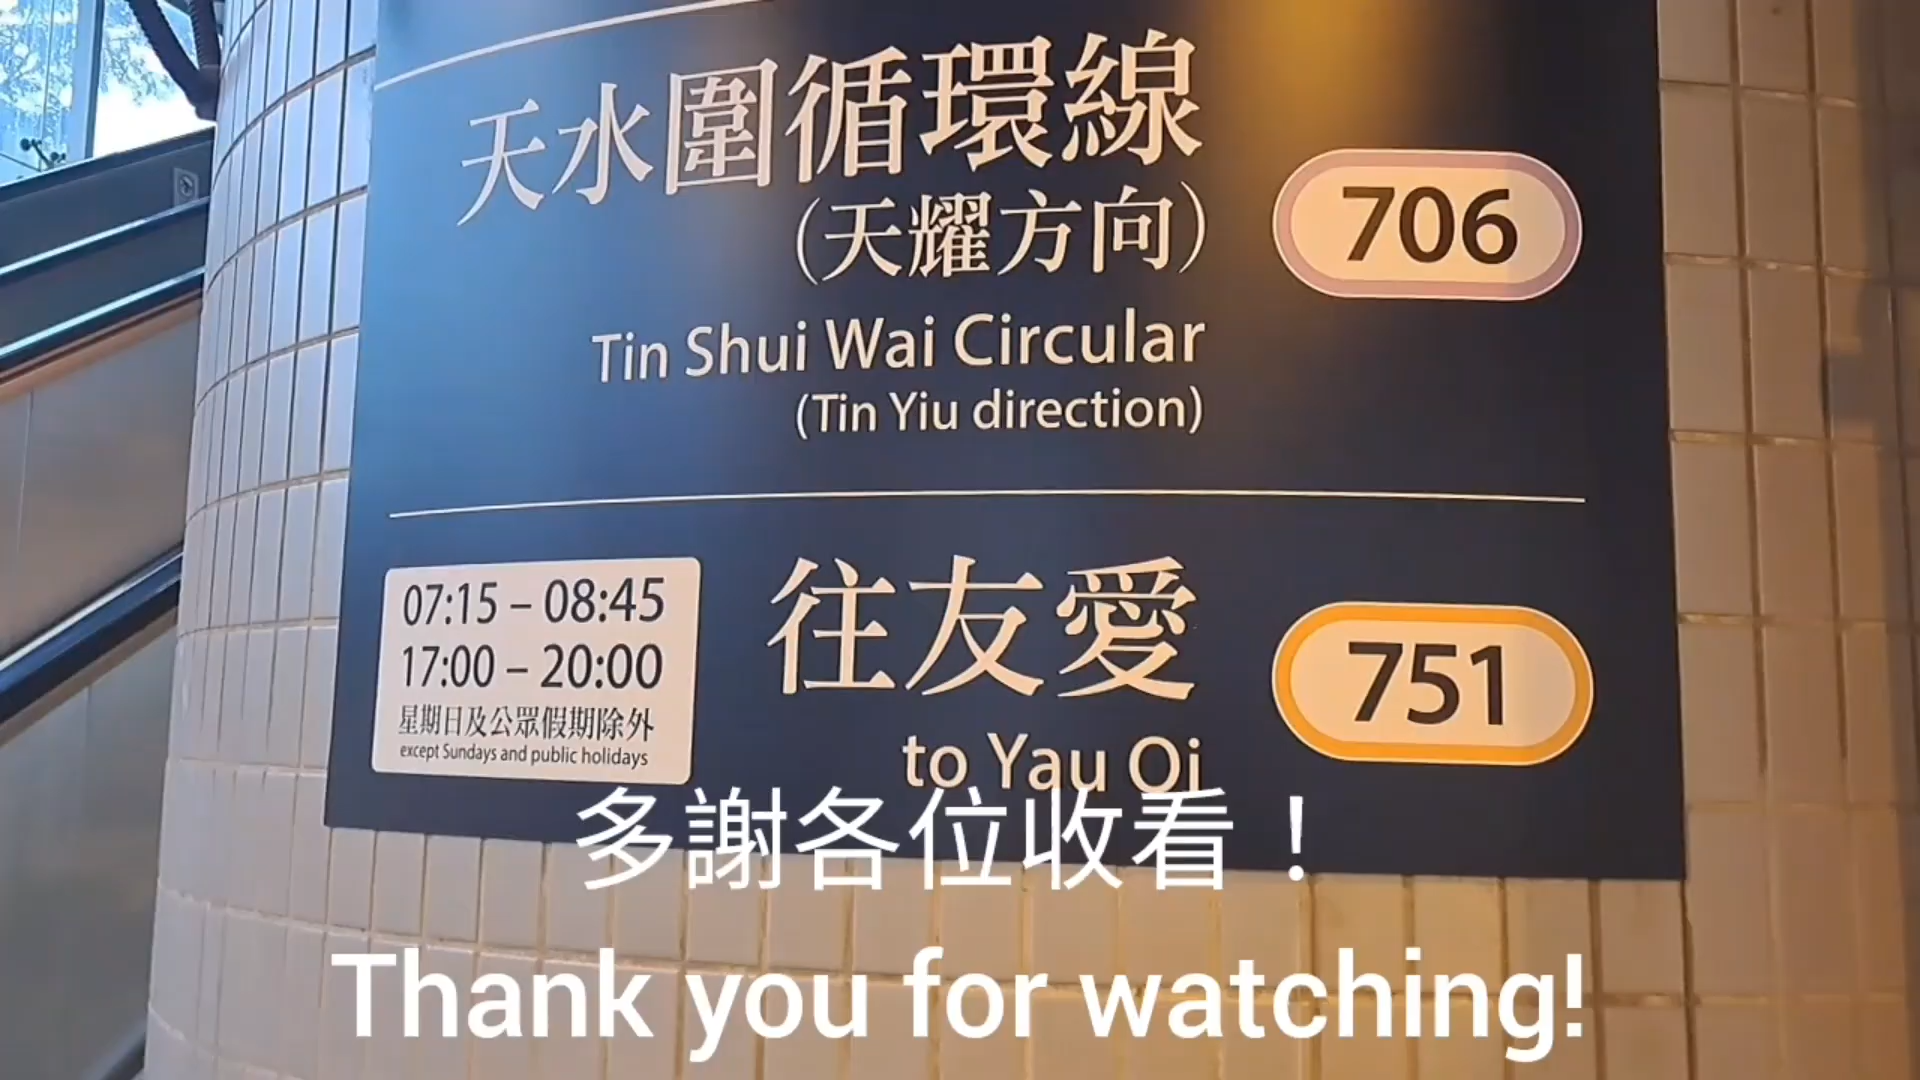 天水圍循環線
(天耀方向)
Tin Shui Wai Circular
(Tin Yiu direction)
706
07:15 – 08:45
17:00 – 20:00
星期日及公眾假期除外
except Sundays and public holidays
往友愛
to Yau Oi
751
多謝各位收看！
Thank you for watching!